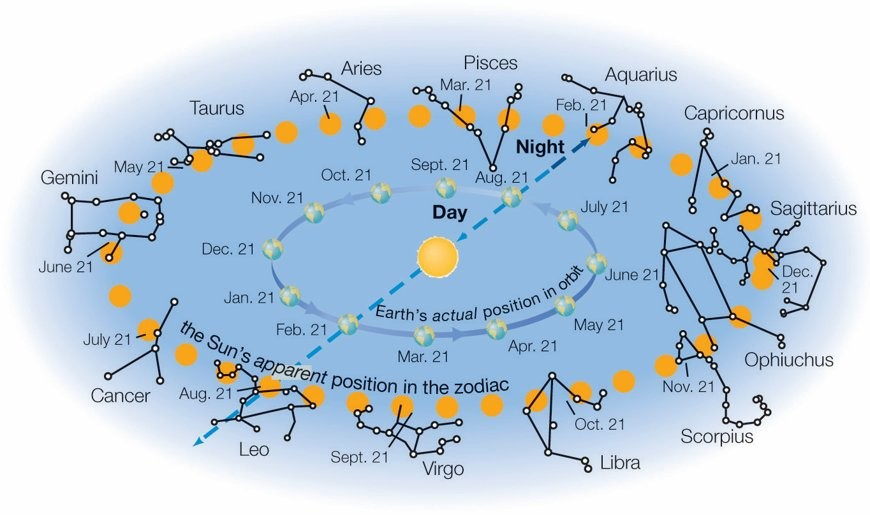 Pisces
Aries
Mar. 21
Aquarius
Apr. 21
Feb. 21
Taurus
Capricornus
May 21
Night
Jan. 21
Gemini
Oct. 21
Sept. 21
Aug. 21
Nov. 21
Day
July 21
Sagittarius
Dec. 21
June 21
June 21
Dec.
21
Jan. 21
Earth's actual position in orbit
Feb. 21
May 21
July 21
Mar. 21
Apr. 21
the Sun's apparent position in the zodiac
Ophiuchus
Cancer
Aug. 21
Nov. 21
Leo
Sept. 21
Virgo
Oct. 21
Libra
Scorpius